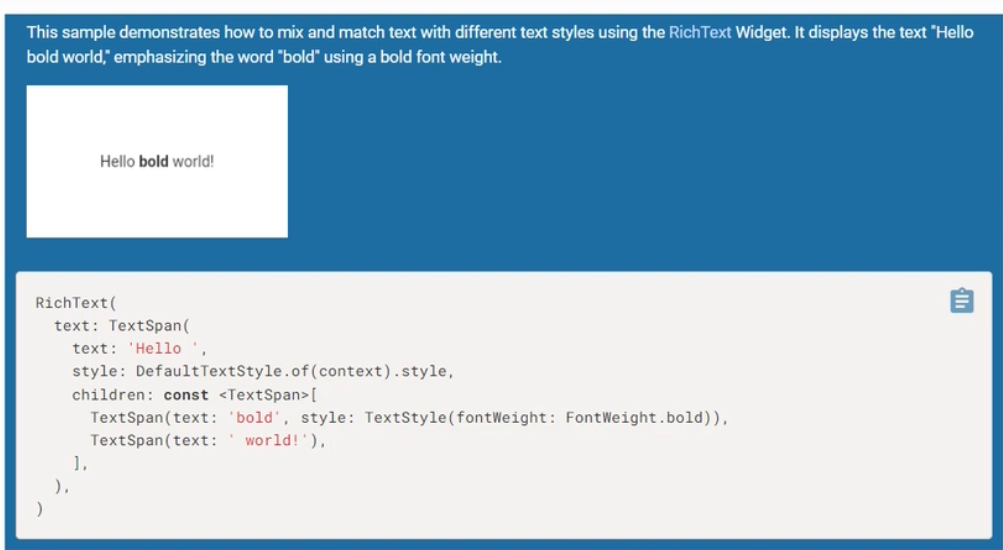 This sample demonstrates how to mix and match text with different text styles using the RichText Widget. It displays the text "Hello
bold world," emphasizing the word "bold" using a bold font weight.
Hello bold world!
RichText(
  text: TextSpan(
    text: 'Hello ',
    style: DefaultTextStyle.of(context).style,
    children: const <TextSpan>[
      TextSpan(text: 'bold', style: TextStyle(fontWeight: FontWeight.bold)),
      TextSpan(text: ' world!'),
    ],
  ),
)